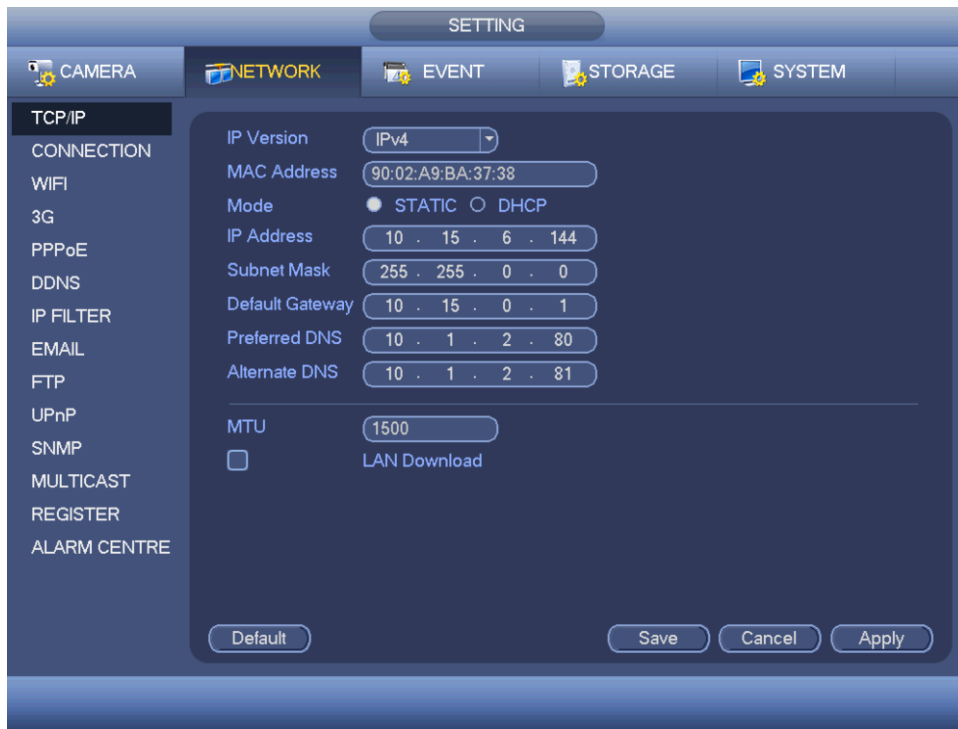 SETTING
CAMERA NETWORK EVENT STORAGE SYSTEM
TCP/IP
CONNECTION
WIFI
3G
PPPoE
DDNS
IP FILTER
EMAIL
FTP
UPnP
SNMP
MULTICAST
REGISTER
ALARM CENTRE
IP Version IPv4
MAC Address 90:02:A9:BA:37:38
Mode STATIC DHCP
IP Address 10 . 15 . 6 . 144
Subnet Mask 255 . 255 . 0 . 0
Default Gateway 10 . 15 . 0 . 1
Preferred DNS 10 . 1 . 2 . 80
Alternate DNS 10 . 1 . 2 . 81
MTU 1500
LAN Download
Default Save Cancel Apply